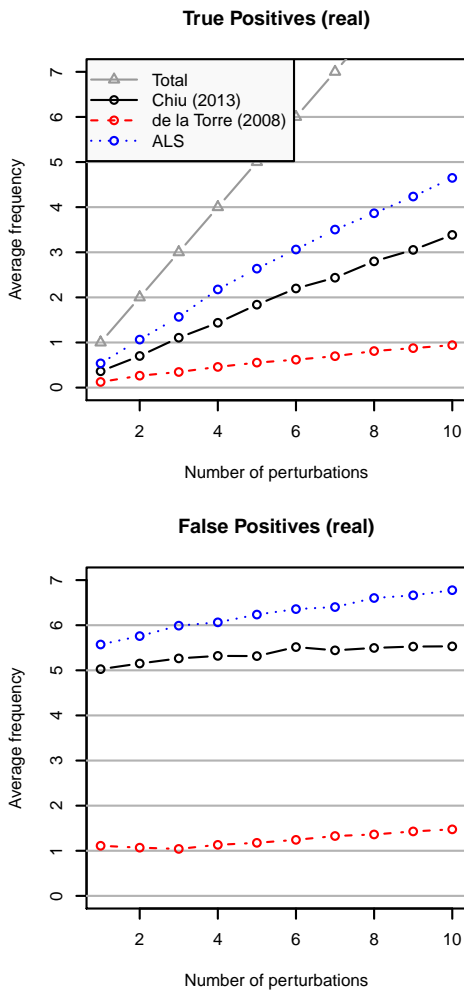 True Positives (real)
Average frequency
7
6
5
4
3
2
1
0
Total
Chiu (2013)
de la Torre (2008)
ALS
2 4 6 8 10
Number of perturbations
False Positives (real)
Average frequency
7
6
5
4
3
2
1
0
2 4 6 8 10
Number of perturbations